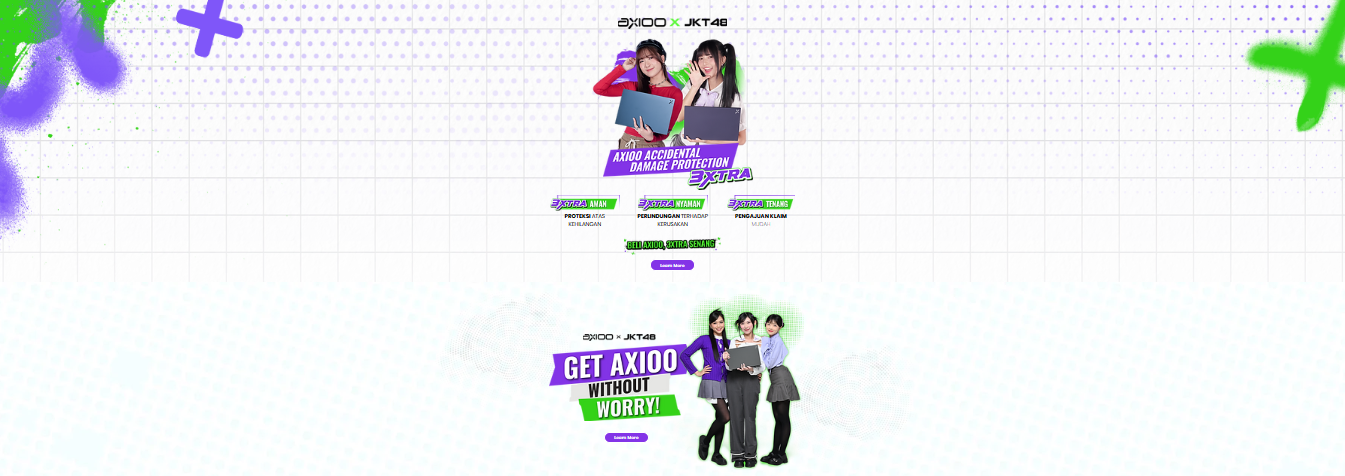 AXIOO X JKT48
AXIOO ACCIDENTAL
DAMAGE PROTECTION
3XTRA
3XTRA AMAN
PROTEKSI ATAS
KEHILANGAN
3XTRA NYAMAN
PERLINDUNGAN TERHADAP
KERUSAKAN
3XTRA TENANG
PENGAJUAN KLAIM
MUDAH
BELI AXIOO, 3XTRA SENANG
Learn More
AXIOO × JKT48
GET AXIOO
WITHOUT
WORRY!
Learn More